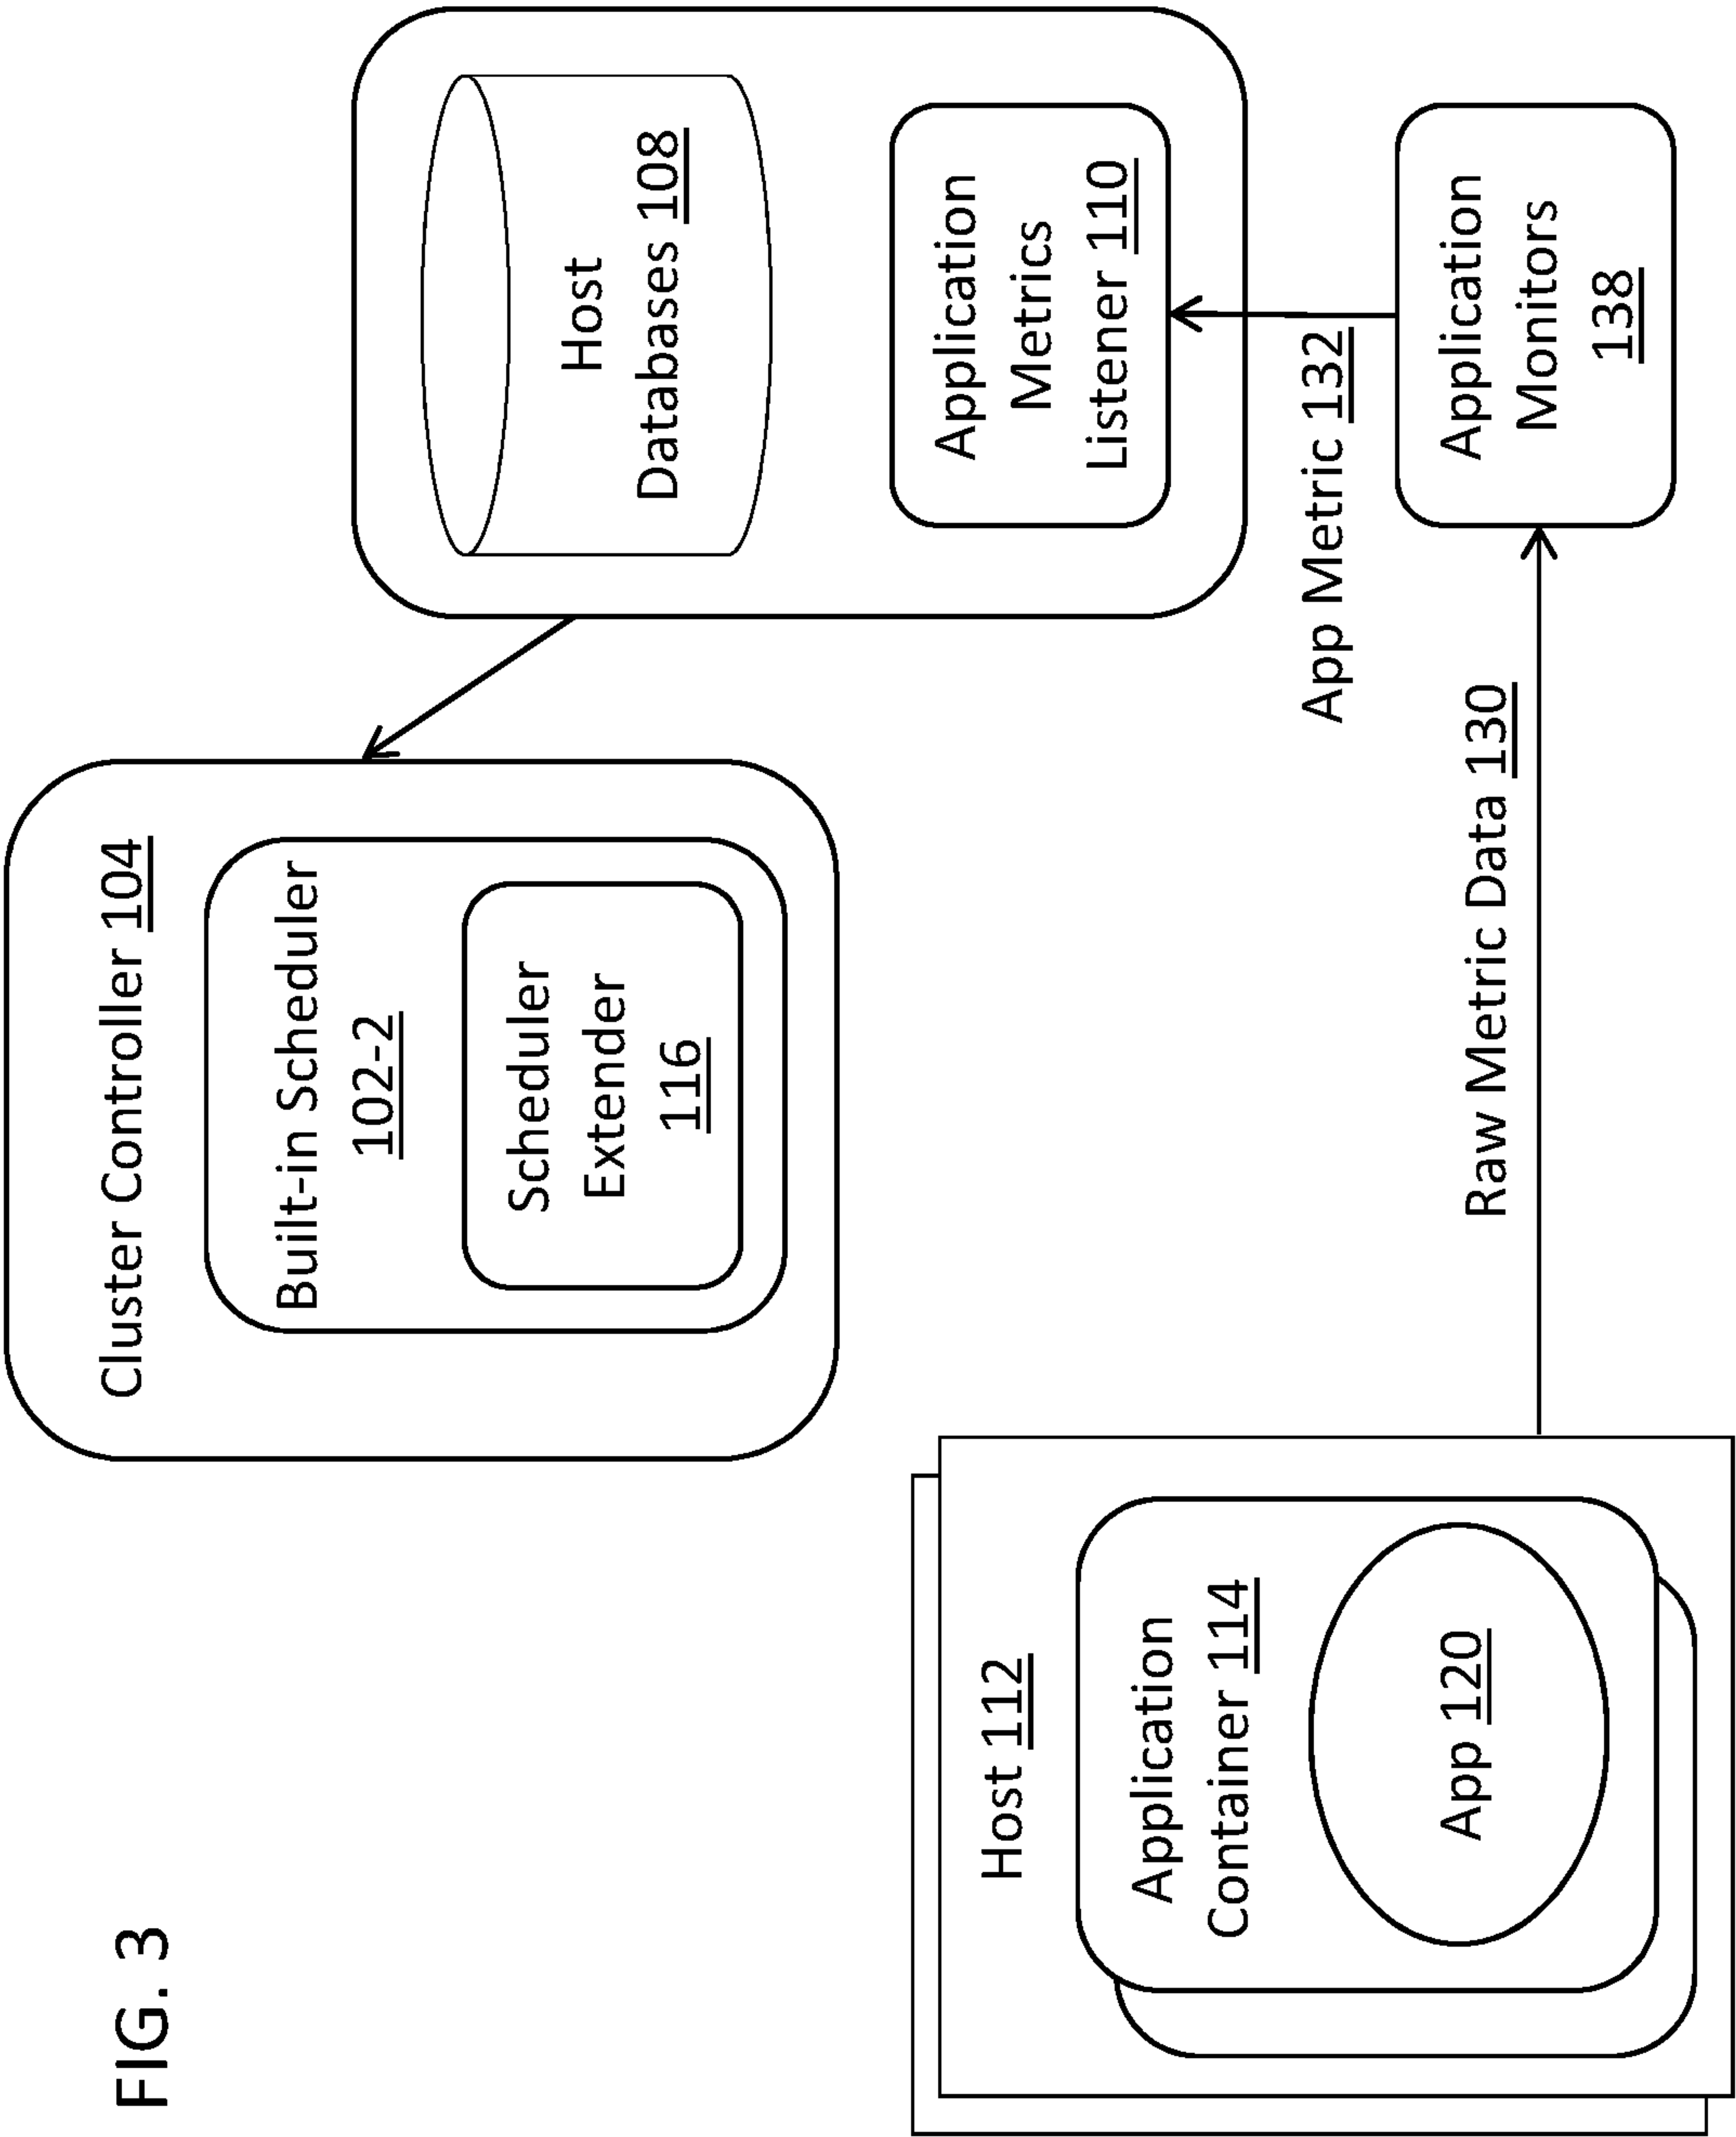 FIG. 3
Cluster Controller 104
Built-in Scheduler
102-2
Scheduler
Extender
116
Host
Databases 108
Application
Metrics
Listener 110
App Metric 132
Application
Monitors
138
Raw Metric Data 130
Host 112
Application
Container 114
App 120